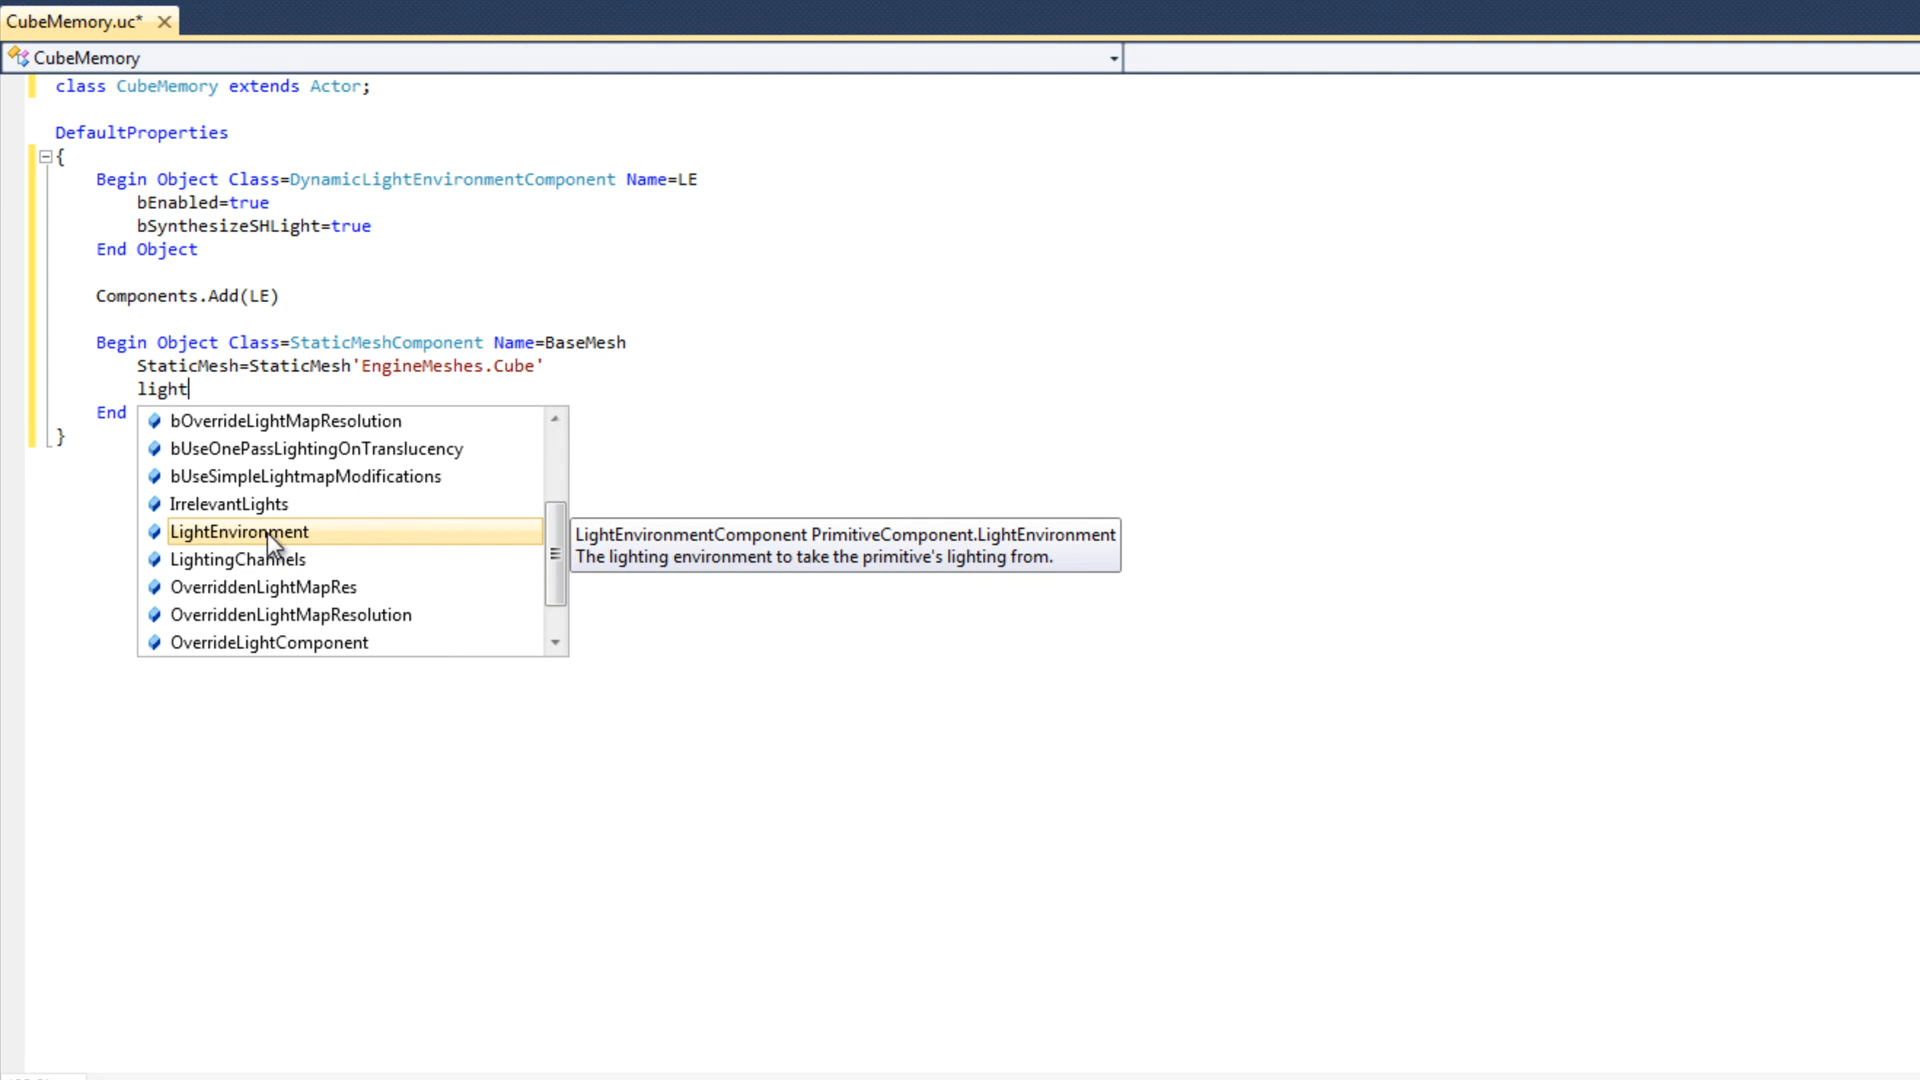 CubeMemory.uc*
CubeMemory
class CubeMemory extends Actor;
DefaultProperties
{
Begin Object Class=DynamicLightEnvironmentComponent Name=LE
bEnabled=true
bSynthesizeSHLight=true
End Object
Components.Add(LE)
Begin Object Class=StaticMeshComponent Name=BaseMesh
StaticMesh=StaticMesh'EngineMeshes.Cube'
light
End
}
bOverrideLightMapResolution
bUseOnePassLightingOnTranslucency
bUseSimpleLightmapModifications
IrrelevantLights
LightEnvironment
LightingChannels
OverriddenLightMapRes
OverriddenLightMapResolution
OverrideLightComponent
LightEnvironmentComponent PrimitiveComponent.LightEnvironment
The lighting environment to take the primitive's lighting from.